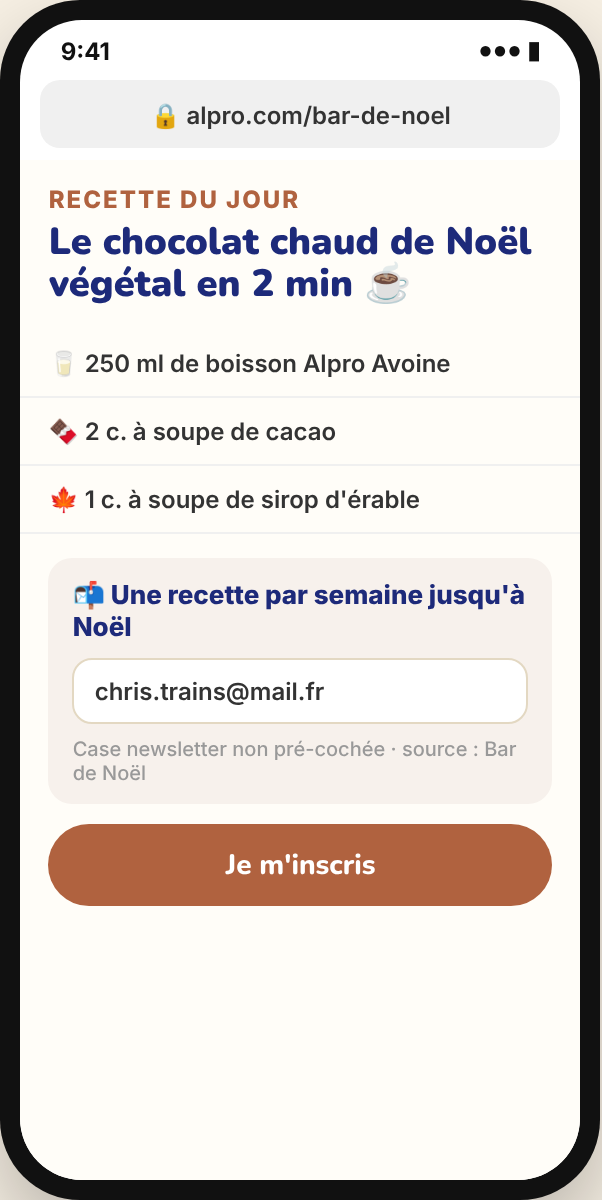 9:41
alpro.com/bar-de-noel
RECETTE DU JOUR
Le chocolat chaud de Noël
végétal en 2 min ☕
🥛 250 ml de boisson Alpro Avoine
🍫 2 c. à soupe de cacao
🍁 1 c. à soupe de sirop d'érable
📬 Une recette par semaine jusqu'à
Noël
chris.trains@mail.fr
Case newsletter non pré-cochée · source : Bar
de Noël
Je m'inscris